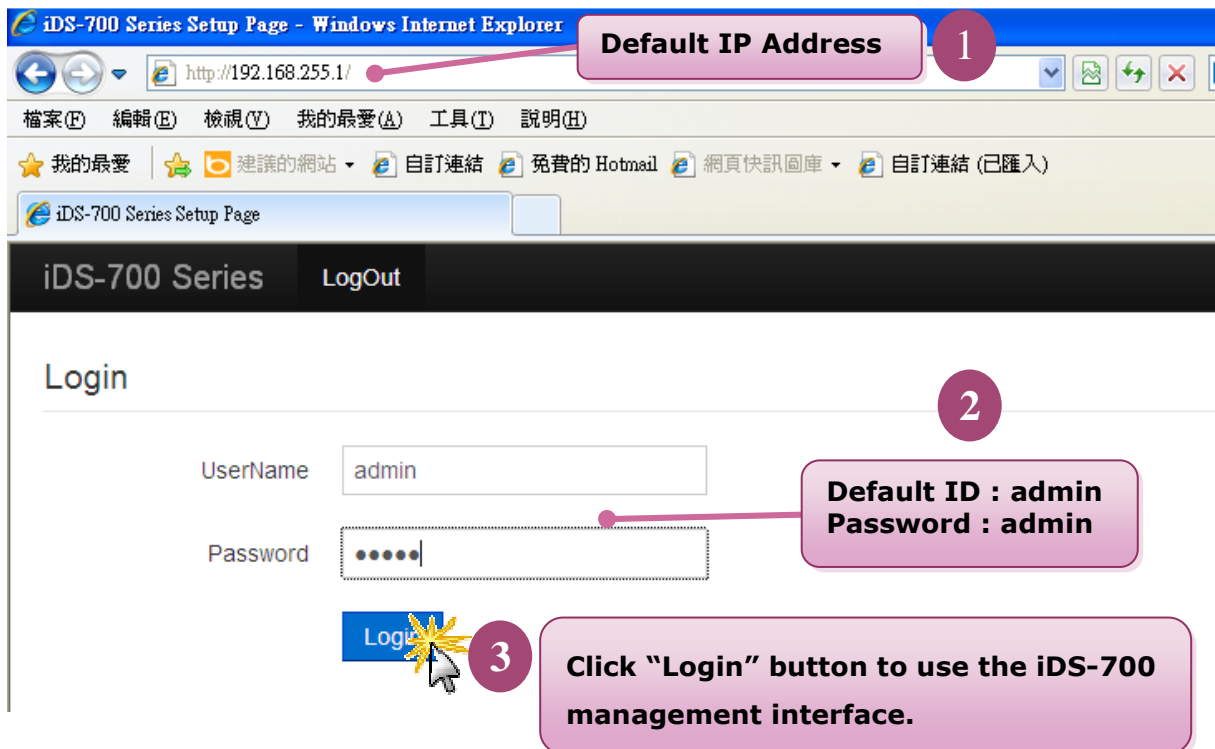 iDS-700 Series Setup Page - Windows Internet Explorer
Default IP Address
1
http://192.168.255.1/
檔案(F) 編輯(E) 檢視(V) 我的最愛(A) 工具(T) 說明(H)
我的最愛 建議的網站 自訂連結 免費的 Hotmail 網頁快訊圖庫 自訂連結 (已匯入)
iDS-700 Series Setup Page
iDS-700 Series LogOut
Login
2
UserName admin
Default ID : admin
Password : admin
Password •••••
Login
3
Click “Login” button to use the iDS-700
management interface.